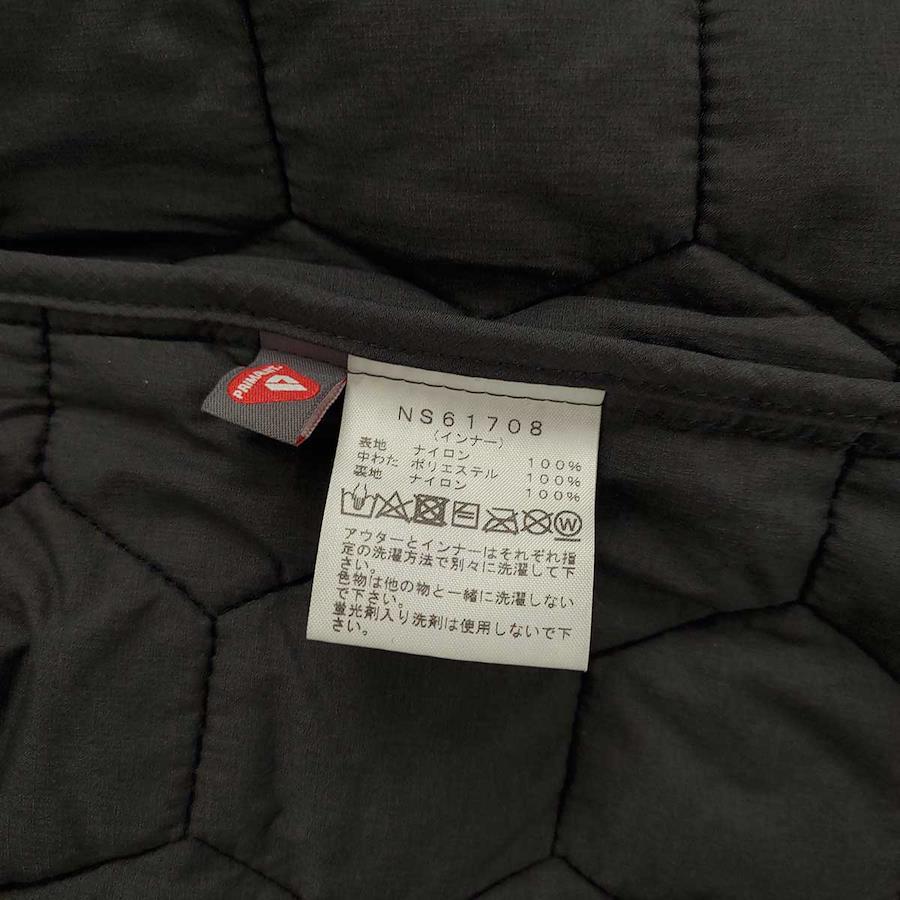 PRIMALOFT
NS61708
(インナー)
表地 ナイロン 100%
中わた ポリエステル 100%
裏地 ナイロン 100%
W
アウターとインナーはそれぞれ指
定の洗濯方法で別々に洗濯して下
さい。
色物は他の物と一緒に洗濯しない
で下さい。
蛍光剤入り洗剤は使用しないで下
さい。